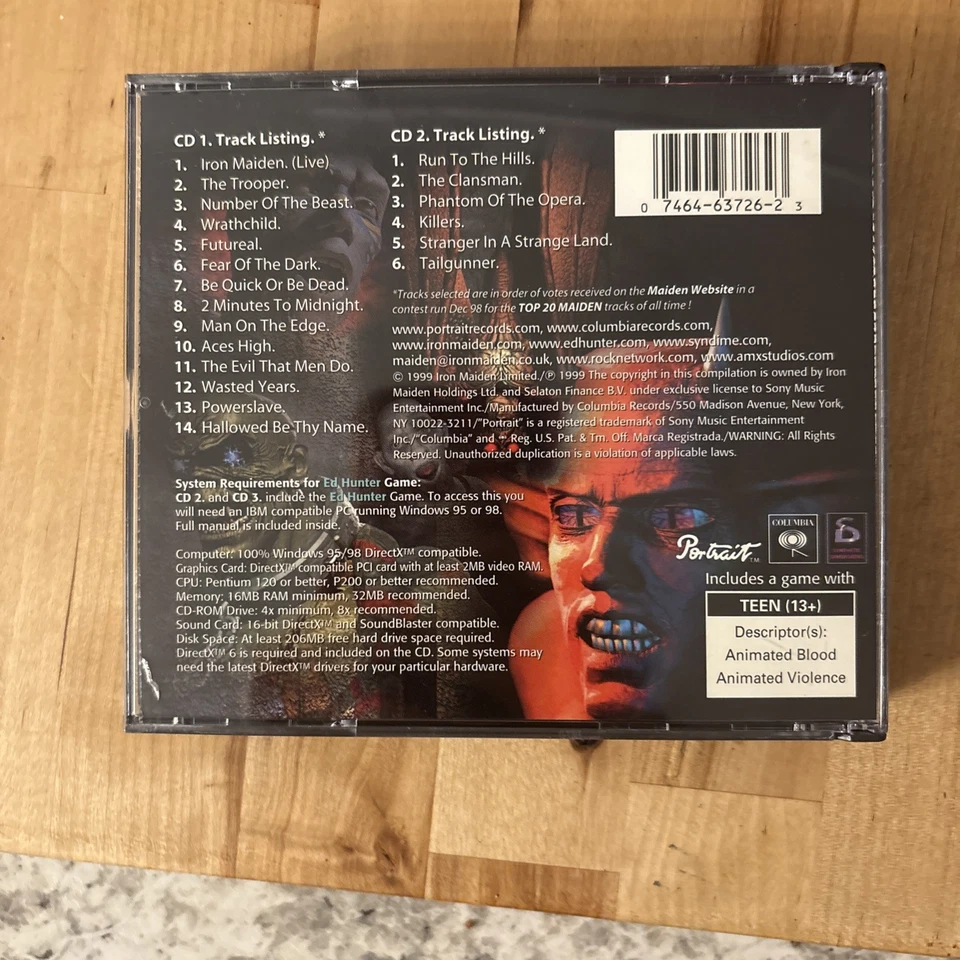 CD 1. Track Listing. *
1. Iron Maiden. (Live)
2. The Trooper.
3. Number Of The Beast.
4. Wrathchild.
5. Futureal.
6. Fear Of The Dark.
7. Be Quick Or Be Dead.
8. 2 Minutes To Midnight.
9. Man On The Edge.
10. Aces High.
11. The Evil That Men Do.
12. Wasted Years.
13. Powerslave.
14. Hallowed Be Thy Name.
CD 2. Track Listing. *
1. Run To The Hills.
2. The Clansman.
3. Phantom Of The Opera.
4. Killers.
5. Stranger In A Strange Land.
6. Tailgunner.
0 7464-63726-2 3
*Tracks selected are in order of votes received on the Maiden Website in a
contest run Dec 98 for the TOP 20 MAIDEN tracks of all time !
www.portraitrecords.com, www.columbiarecords.com,
www.ironmaiden.com, www.edhunter.com, www.syndime.com,
maiden@ironmaiden.co.uk, www.rocknetwork.com, www.amxstudios.com
© 1999 Iron Maiden Limited./℗ 1999 The copyright in this compilation is owned by Iron
Maiden Holdings Ltd. and Selaton Finance B.V. under exclusive license to Sony Music
Entertainment Inc./Manufactured by Columbia Records/550 Madison Avenue, New York,
NY 10022-3211/"Portrait" is a registered trademark of Sony Music Entertainment
Inc./"Columbia" and Reg. U.S. Pat. & Tm. Off. Marca Registrada./WARNING: All Rights
Reserved. Unauthorized duplication is a violation of applicable laws.
System Requirements for Ed Hunter Game:
CD 2. and CD 3. include the Ed Hunter Game. To access this you
will need an IBM compatible PC running Windows 95 or 98.
Full manual is included inside.
Computer: 100% Windows 95/98 DirectX™ compatible.
Graphics Card: DirectX™ compatible PCI card with at least 2MB video RAM.
CPU: Pentium 120 or better, P200 or better recommended.
Memory: 16MB RAM minimum, 32MB recommended.
CD-ROM Drive: 4x minimum, 8x recommended.
Sound Card: 16-bit DirectX™ and SoundBlaster compatible.
Disk Space: At least 206MB free hard drive space required.
DirectX™ 6 is required and included on the CD. Some systems may
need the latest DirectX™ drivers for your particular hardware.
Portrait™
COLUMBIA
Includes a game with
TEEN (13+)
Descriptor(s):
Animated Blood
Animated Violence